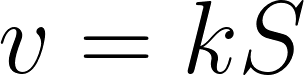 v = kS